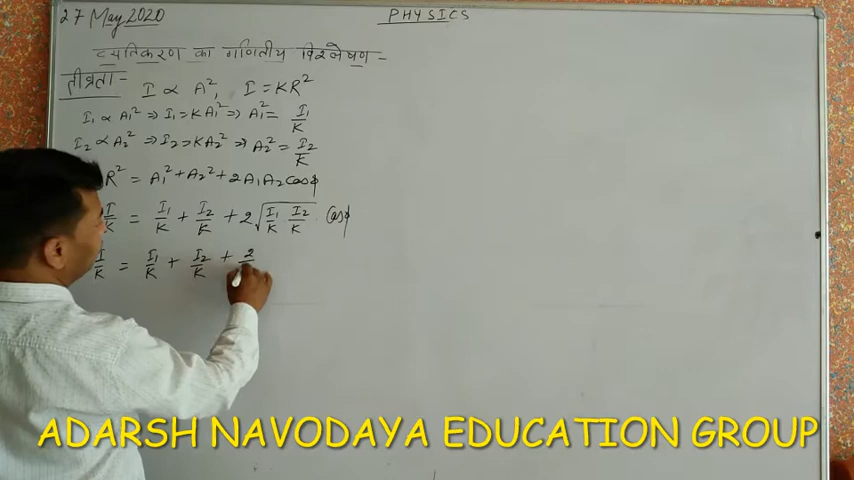 27 May 2020
PHYSICS
व्यतिकरण का गणितीय विश्लेषण -
तीव्रता -
I ∝ A², I = KR²
I₁ ∝ A₁² ⇒ I₁ = KA₁² ⇒ A₁² = I₁/K
I₂ ∝ A₂² ⇒ I₂ = KA₂² ⇒ A₂² = I₂/K
R² = A₁² + A₂² + 2A₁A₂cosϕ
I/K = I₁/K + I₂/K + 2√(I₁/K · I₂/K) · Cosϕ
I/K = I₁/K + I₂/K + 2
ADARSH NAVODAYA EDUCATION GROUP